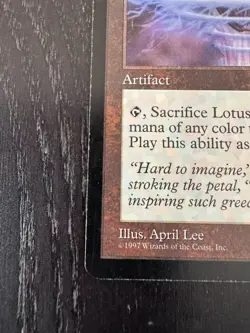 Artifact
, Sacrifice Lotus
mana of any color
Play this ability as
"Hard to imagine,"
stroking the petal, "
inspiring such greed
Illus. April Lee
©1997 Wizards of the Coast, Inc.